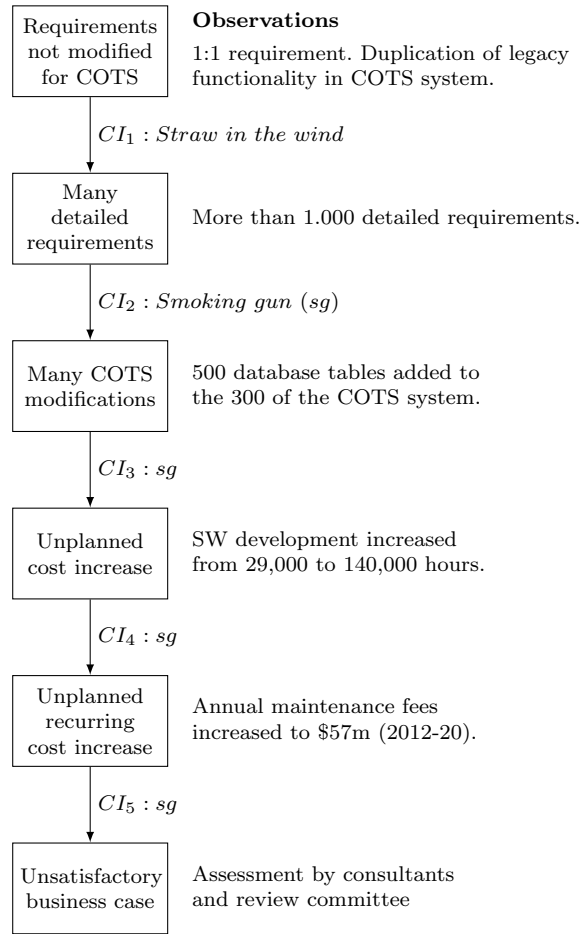 Requirements
not modified
for COTS
Observations
1:1 requirement. Duplication of legacy
functionality in COTS system.
CI₁ : Straw in the wind
Many
detailed
requirements
More than 1.000 detailed requirements.
CI₂ : Smoking gun (sg)
Many COTS
modifications
500 database tables added to
the 300 of the COTS system.
CI₃ : sg
Unplanned
cost increase
SW development increased
from 29,000 to 140,000 hours.
CI₄ : sg
Unplanned
recurring
cost increase
Annual maintenance fees
increased to $57m (2012-20).
CI₅ : sg
Unsatisfactory
business case
Assessment by consultants
and review committee